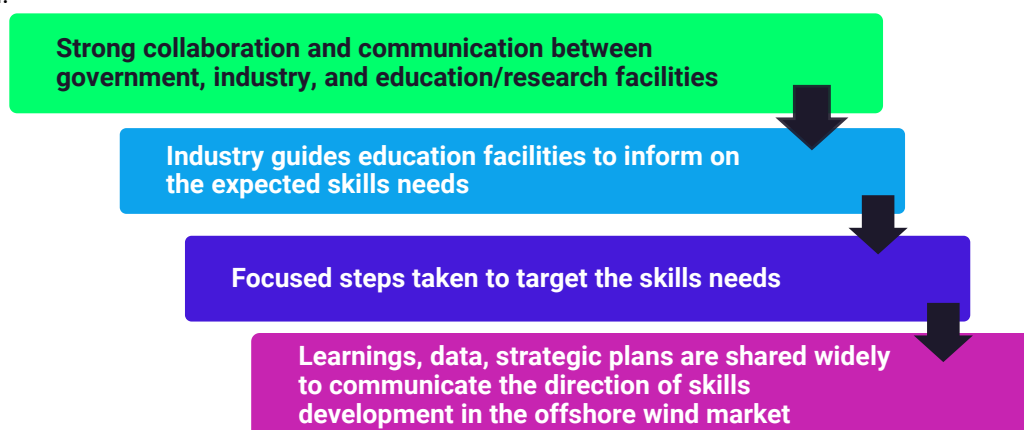 Strong collaboration and communication between
government, industry, and education/research facilities
Industry guides education facilities to inform on
the expected skills needs
Focused steps taken to target the skills needs
Learnings, data, strategic plans are shared widely
to communicate the direction of skills
development in the offshore wind market